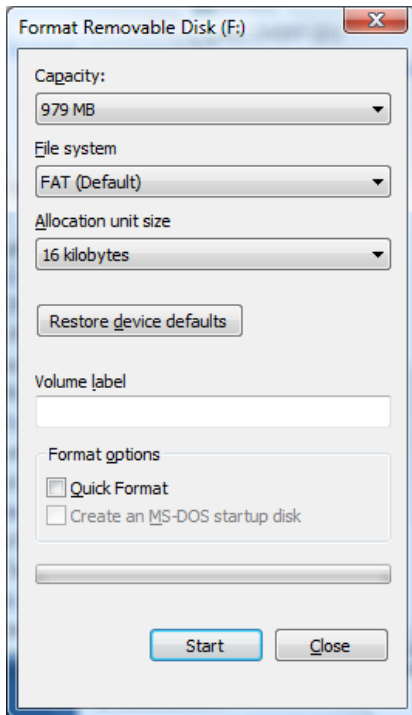 Format Removable Disk (F:)
Capacity:
979 MB
File system
FAT (Default)
Allocation unit size
16 kilobytes
Restore device defaults
Volume label
Format options
Quick Format
Create an MS-DOS startup disk
Start Close